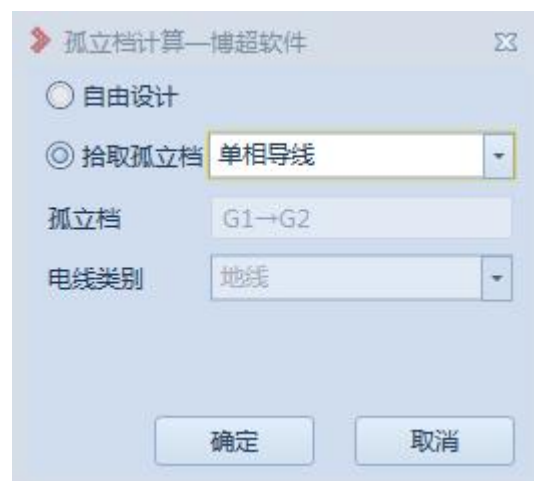 孤立档计算—博超软件
自由设计
拾取孤立档 单相导线
孤立档 G1→G2
电线类别 地线
确定 取消